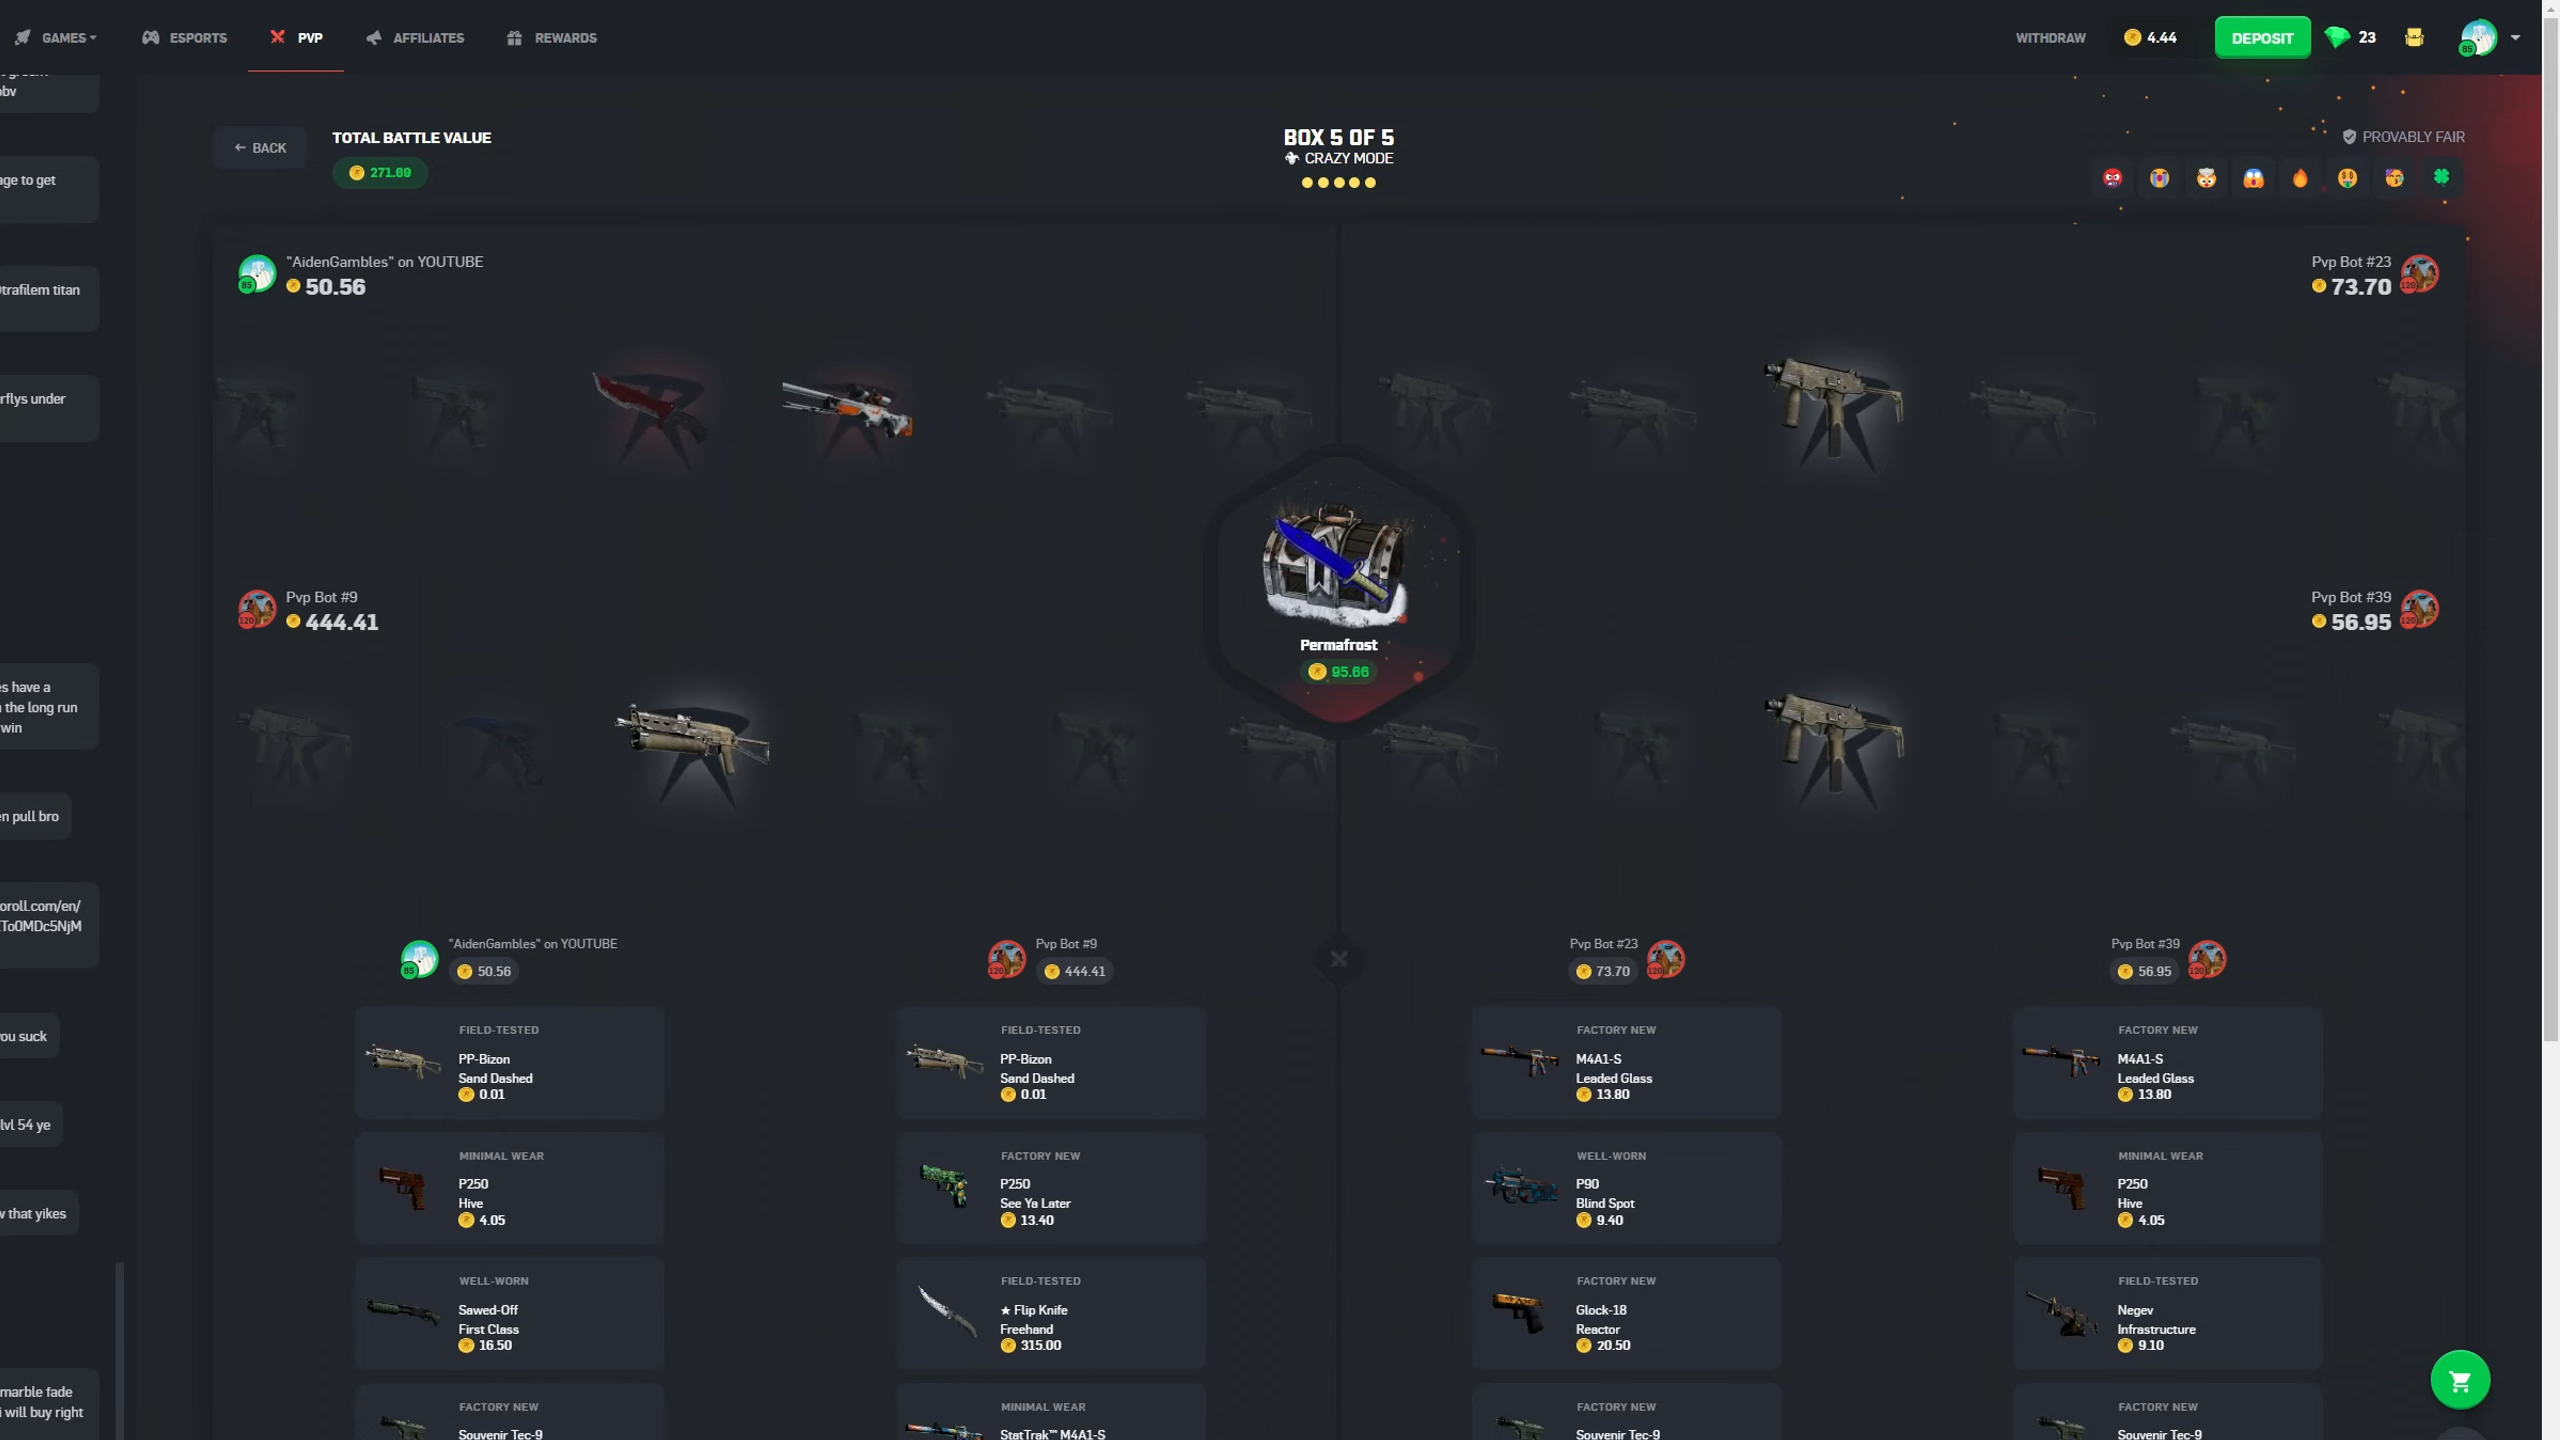 GAMES
ESPORTS
PVP
AFFILIATES
REWARDS
WITHDRAW
4.44
DEPOSIT
23
85
BACK
TOTAL BATTLE VALUE
271.69
BOX 5 OF 5
CRAZY MODE
PROVABLY FAIR
age to get
trafilem titan
rflys under
es have a
the long run
win
en pull bro
oroll.com/en/
To0MDc5NjM
ou suck
lvl 54 ye
that yikes
marble fade
i will buy right
"AidenGambles" on YOUTUBE
85
50.56
Pvp Bot #23
73.70
120
Pvp Bot #9
120
444.41
Pvp Bot #39
56.95
120
Permafrost
95.66
"AidenGambles" on YOUTUBE
85
50.56
Pvp Bot #9
120
444.41
Pvp Bot #23
73.70
120
Pvp Bot #39
56.95
120
FIELD-TESTED
PP-Bizon
Sand Dashed
0.01
FIELD-TESTED
PP-Bizon
Sand Dashed
0.01
FACTORY NEW
M4A1-S
Leaded Glass
13.80
FACTORY NEW
M4A1-S
Leaded Glass
13.80
MINIMAL WEAR
P250
Hive
4.05
FACTORY NEW
P250
See Ya Later
13.40
WELL-WORN
P90
Blind Spot
9.40
MINIMAL WEAR
P250
Hive
4.05
WELL-WORN
Sawed-Off
First Class
16.50
FIELD-TESTED
★ Flip Knife
Freehand
315.00
FACTORY NEW
Glock-18
Reactor
20.50
FIELD-TESTED
Negev
Infrastructure
9.10
FACTORY NEW
Souvenir Tec-9
MINIMAL WEAR
StatTrak™ M4A1-S
FACTORY NEW
Souvenir Tec-9
FACTORY NEW
Souvenir Tec-9